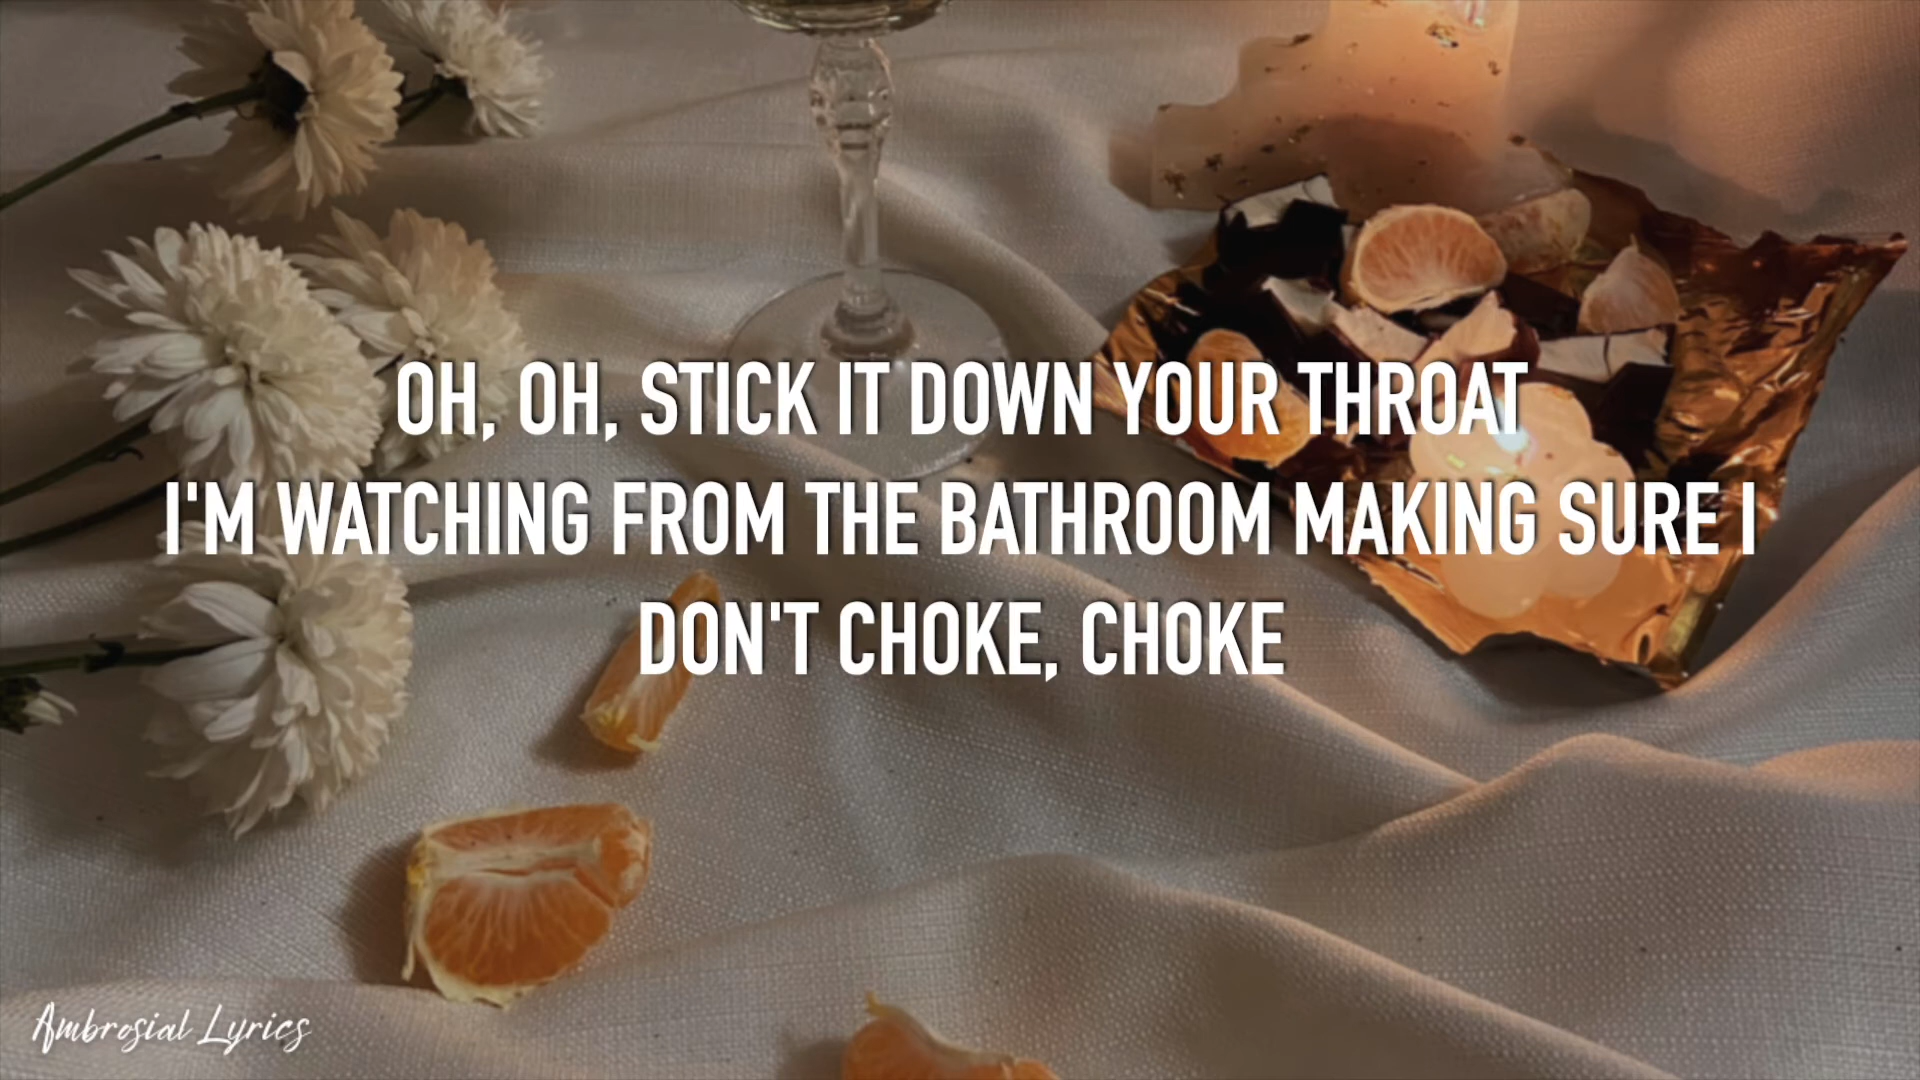 OH, OH, STICK IT DOWN YOUR THROAT
I'M WATCHING FROM THE BATHROOM MAKING SURE I
DON'T CHOKE, CHOKE
Ambrosial Lyrics